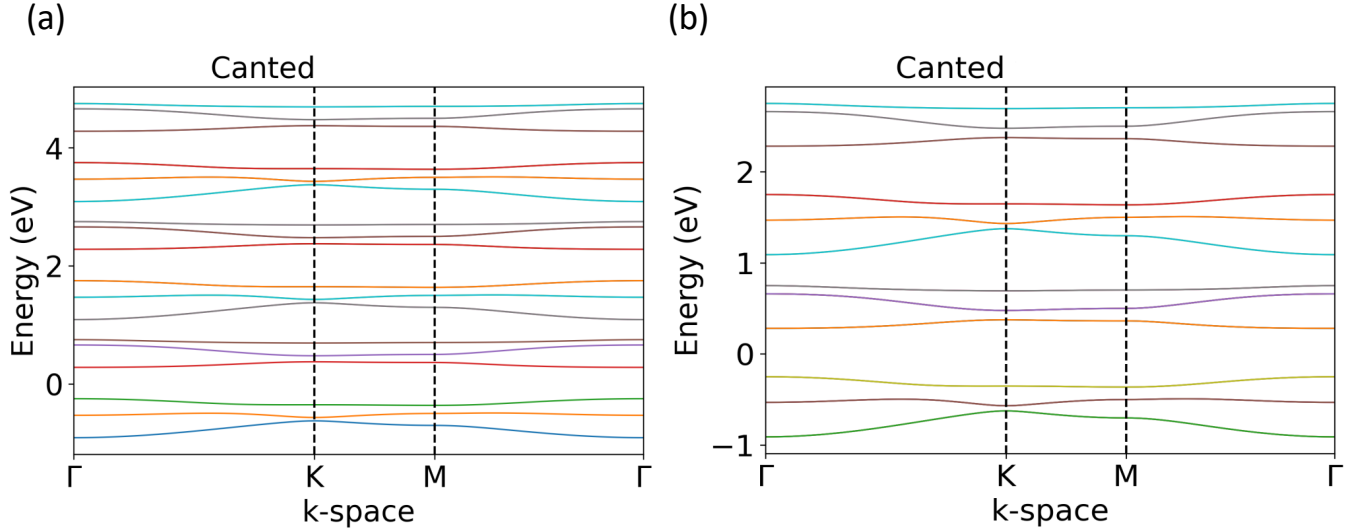 (a)
Canted
Energy (eV)
4
2
0
Γ
K
M
Γ
k-space
(b)
Canted
Energy (eV)
2
1
0
−1
Γ
K
M
Γ
k-space